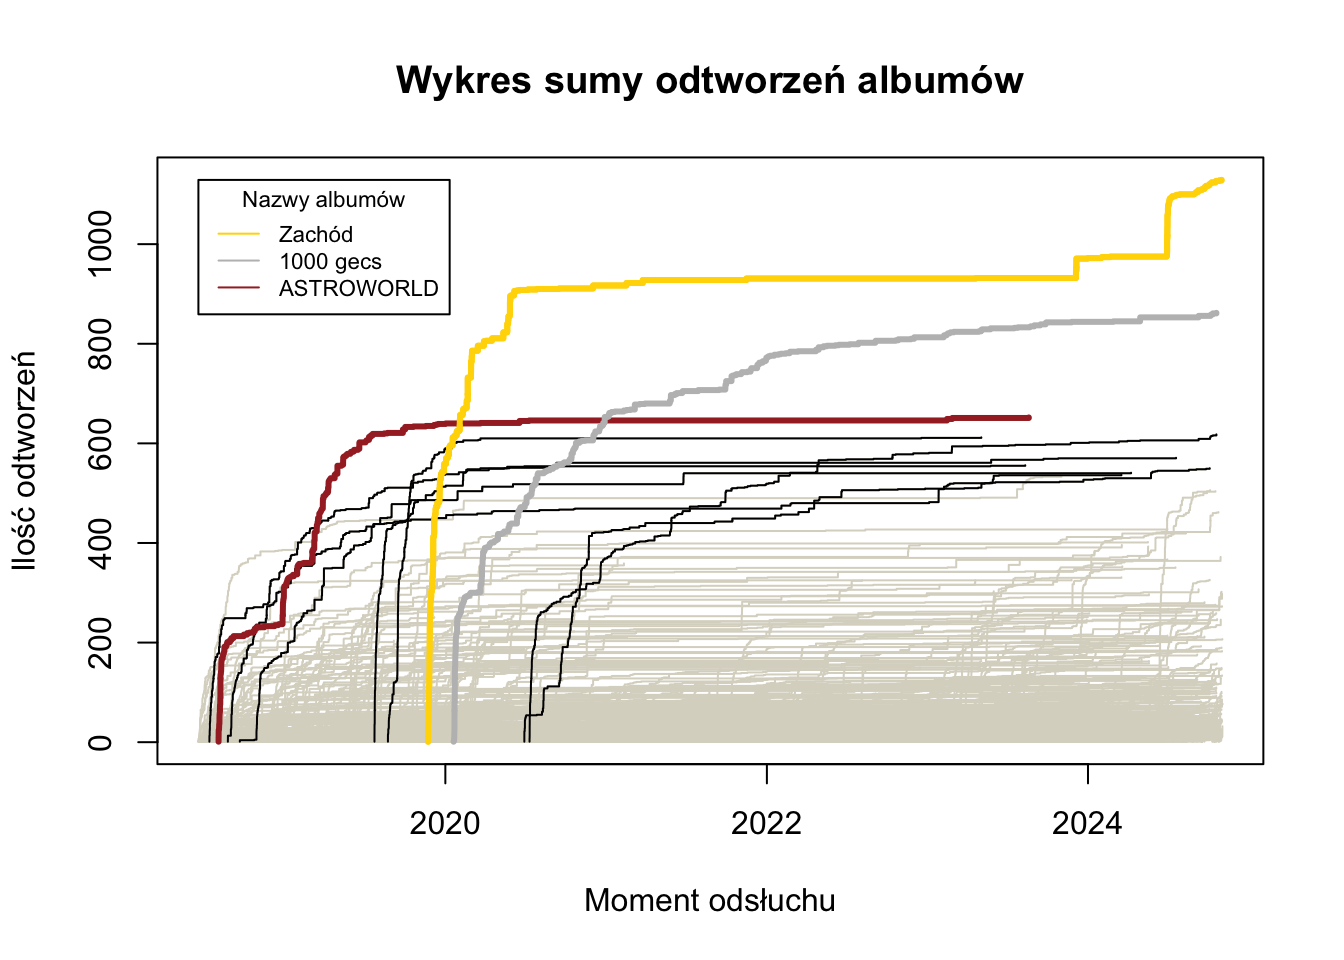 Wykres sumy odtworzeń albumów
Nazwy albumów
Zachód
1000 gecs
ASTROWORLD
Ilość odtworzeń
1000
800
600
400
200
0
2020 2022 2024
Moment odsłuchu